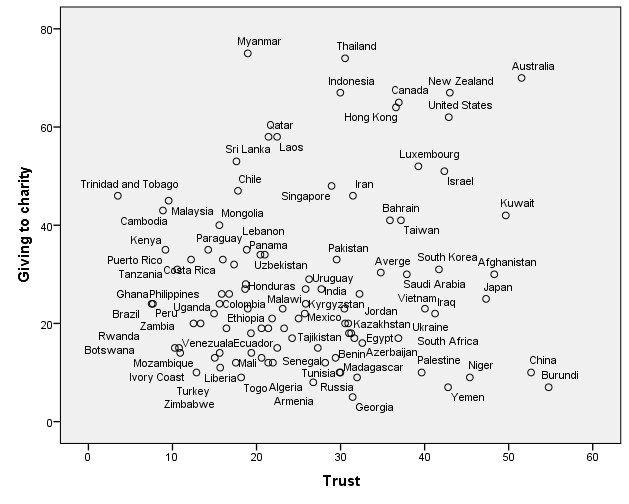 80
Myanmar
Thailand
Australia
Indonesia
Canada
New Zealand
Hong Kong
United States
60
Qatar
Laos
Sri Lanka
Luxembourg
Israel
Trinidad and Tobago
Chile
Singapore
Iran
Malaysia
Cambodia
Bahrain
Taiwan
Kuwait
40
Mongolia
Giving to charity
Kenya
Paraguay
Lebanon
Panama
Pakistan
Puerto Rico
Tanzania
Costa Rica
Uzbekistan
Averge
South Korea
Saudi Arabia
Afghanistan
Uruguay
Honduras
India
Japan
Ghana
Philippines
Brazil
Peru
Uganda
Colombia
Malawi
Kyrgyzstan
Jordan
Vietnam
Iraq
Zambia
Ethiopia
Mexico
Kazakhstan
Ukraine
20
Rwanda
Botswana
Venezuela
Ecuador
Tajikistan
Egypt
Azerbaijan
South Africa
Mozambique
Mali
Senegal
Benin
Ivory Coast
Liberia
Togo
Algeria
Tunisia
Madagascar
Palestine
Niger
China
Turkey
Armenia
Russia
Georgia
Yemen
Burundi
Zimbabwe
0
0 10 20 30 40 50 60
Trust